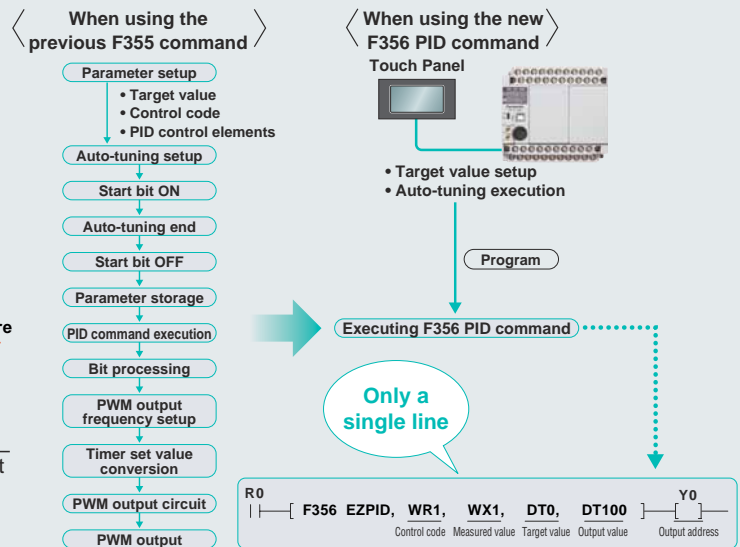 When using the
previous F355 command
Parameter setup
• Target value
• Control code
• PID control elements
Auto-tuning setup
Start bit ON
Auto-tuning end
Start bit OFF
Parameter storage
PID command execution
Bit processing
PWM output
frequency setup
Timer set value
conversion
PWM output circuit
PWM output
re
t
When using the new
F356 PID command
Touch Panel
• Target value setup
• Auto-tuning execution
Program
Executing F356 PID command
Only a
single line
R0
Y0
F356 EZPID, WR1, WX1, DT0, DT100
Control code Measured value Target value Output value Output address